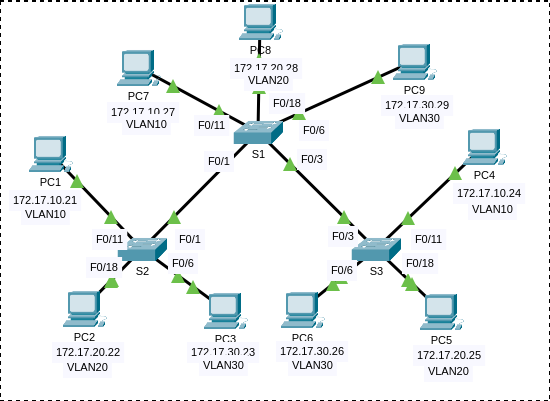 PC8
172.17.20.28
VLAN20
PC7
172.17.10.27
VLAN10
PC9
172.17.30.29
VLAN30
F0/18
F0/11
F0/6
S1
F0/1
F0/3
PC1
172.17.10.21
VLAN10
PC4
172.17.10.24
VLAN10
F0/11
F0/1
F0/18
F0/6
S2
F0/3
F0/11
F0/6
F0/18
S3
PC2
172.17.20.22
VLAN20
PC3
172.17.30.23
VLAN30
PC6
172.17.30.26
VLAN30
PC5
172.17.20.25
VLAN20